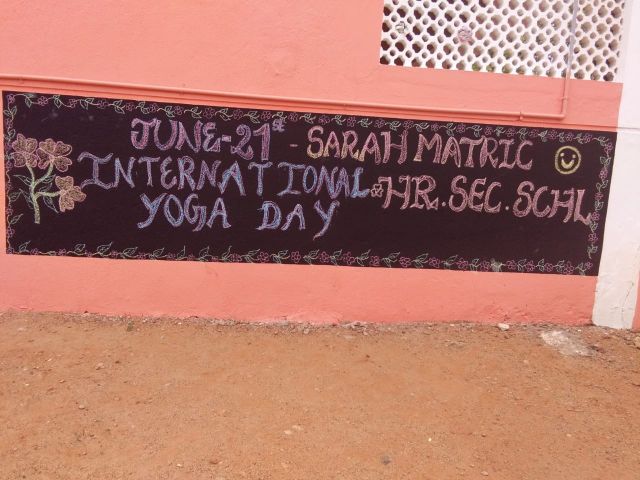 JUNE-21st - SARAH MATRIC
INTERNATIONAL & HR.SEC.SCHL
YOGA DAY